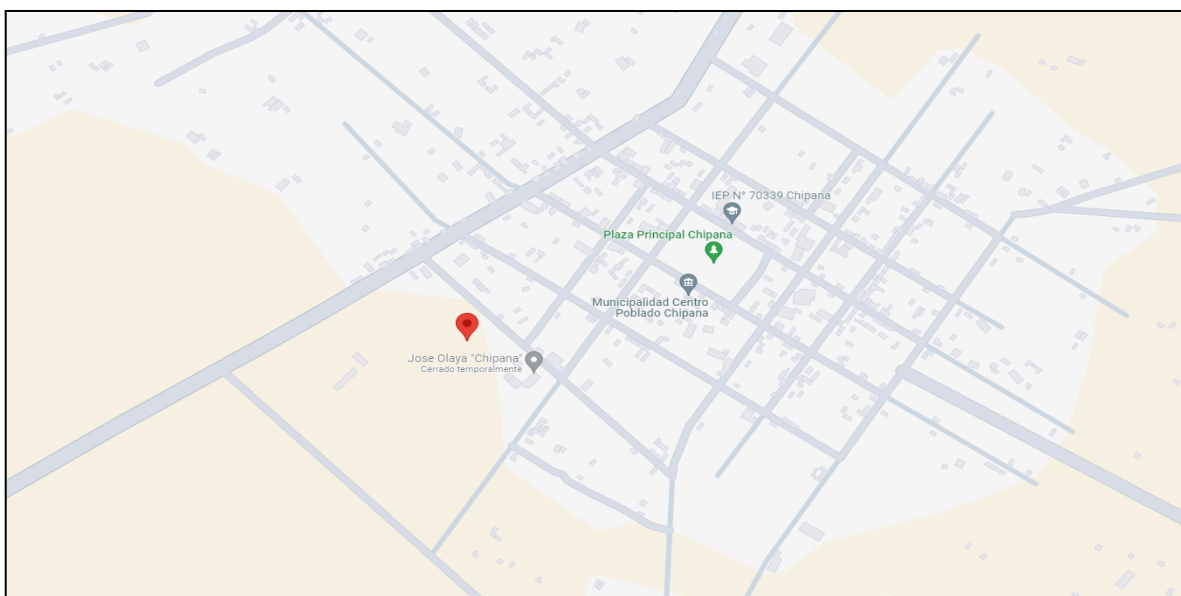 IEP N° 70339 Chipana
Plaza Principal Chipana
Municipalidad Centro
Poblado Chipana
Jose Olaya "Chipana"
Cerrado temporalmente